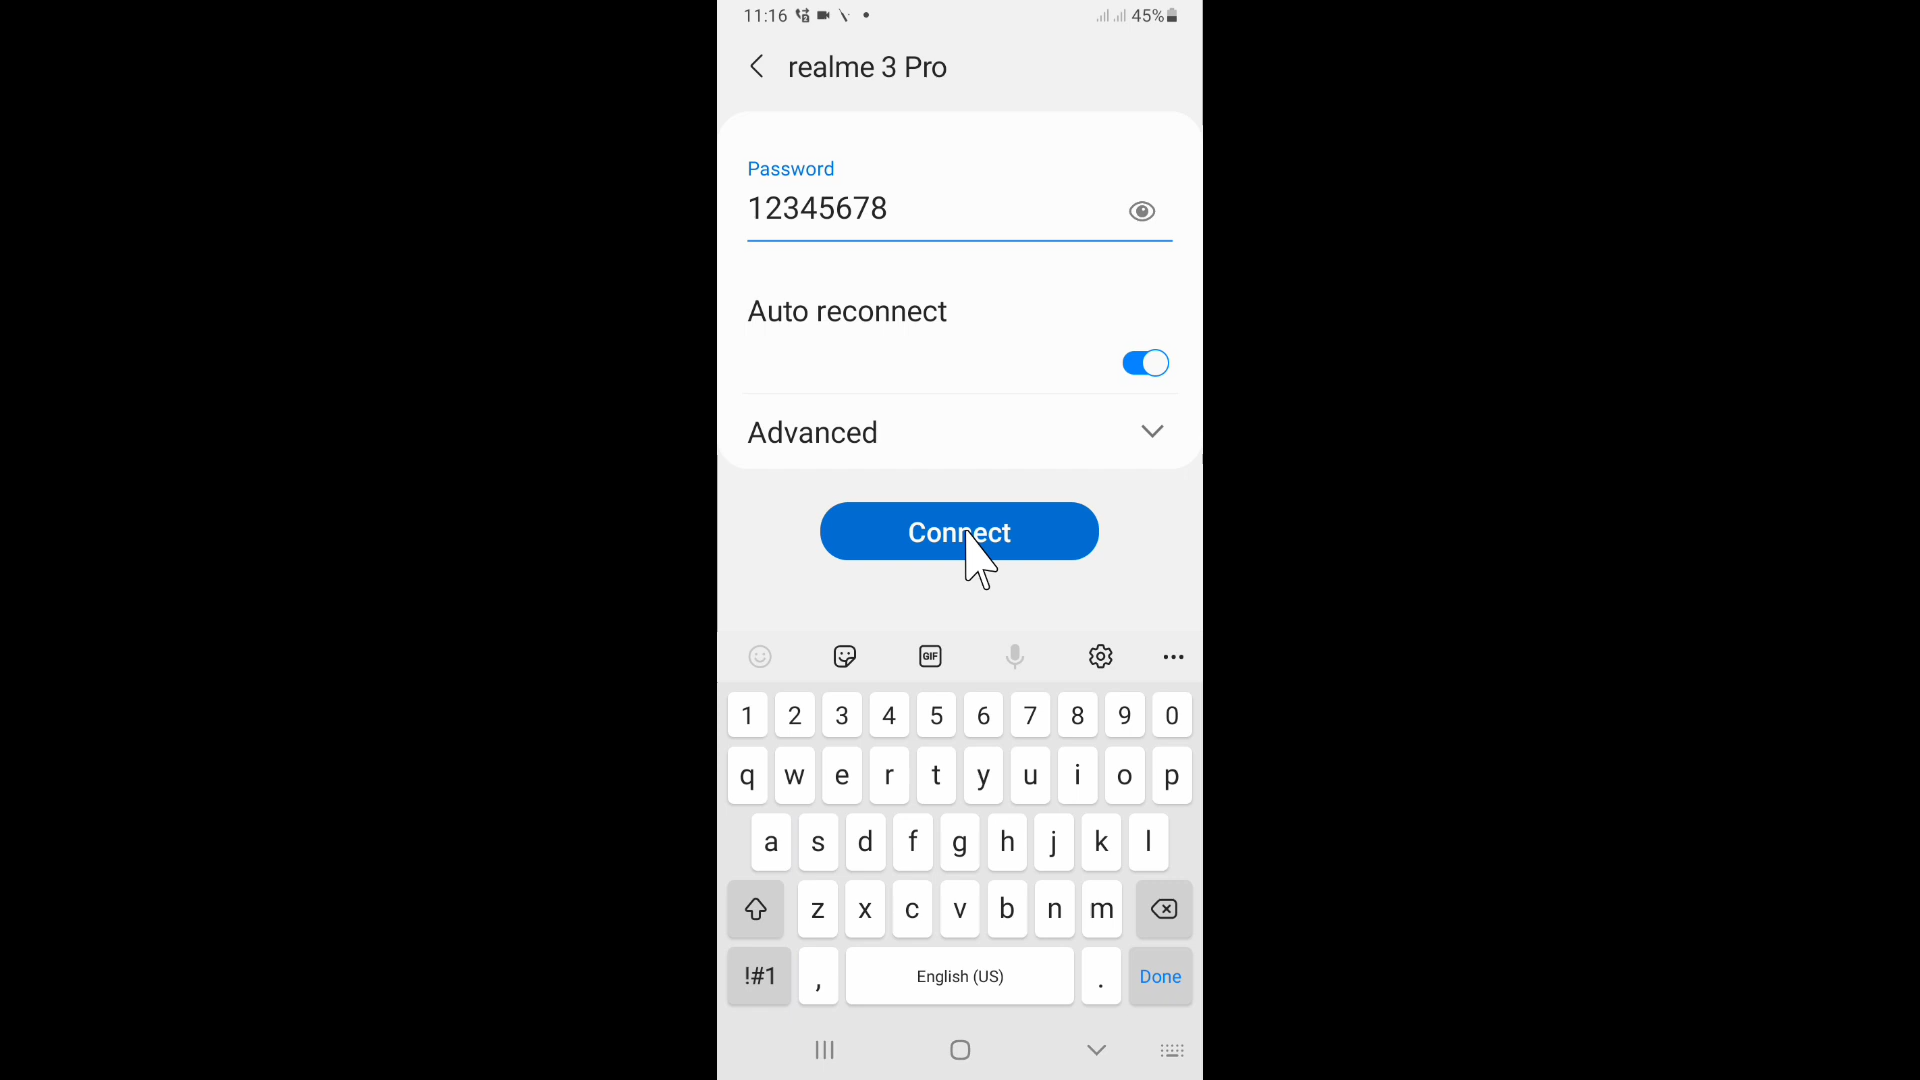 11:16 45%
realme 3 Pro
Password
12345678
Auto reconnect
Advanced
Connect
GIF
1 2 3 4 5 6 7 8 9 0
q w e r t y u i o p
a s d f g h j k l
z x c v b n m
!#1 , English (US) . Done